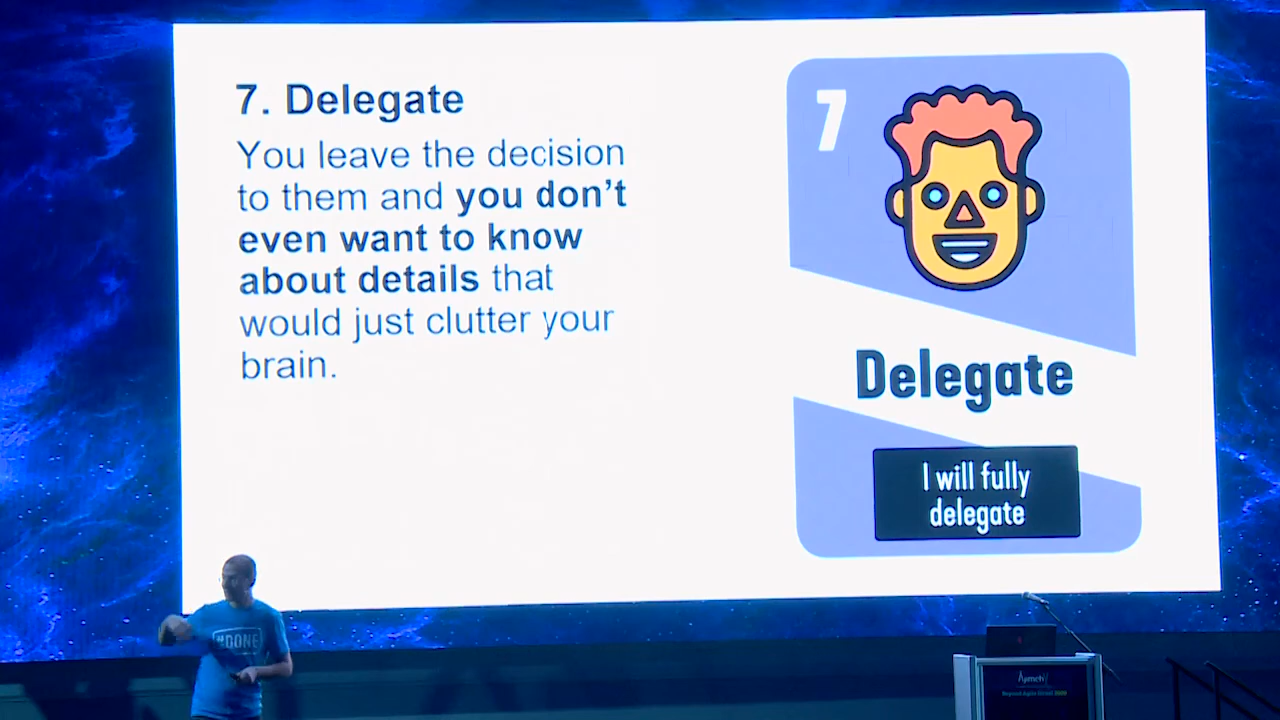 7. Delegate
You leave the decision
to them and you don’t
even want to know
about details that
would just clutter your
brain.
7
Delegate
I will fully
delegate
#DONE